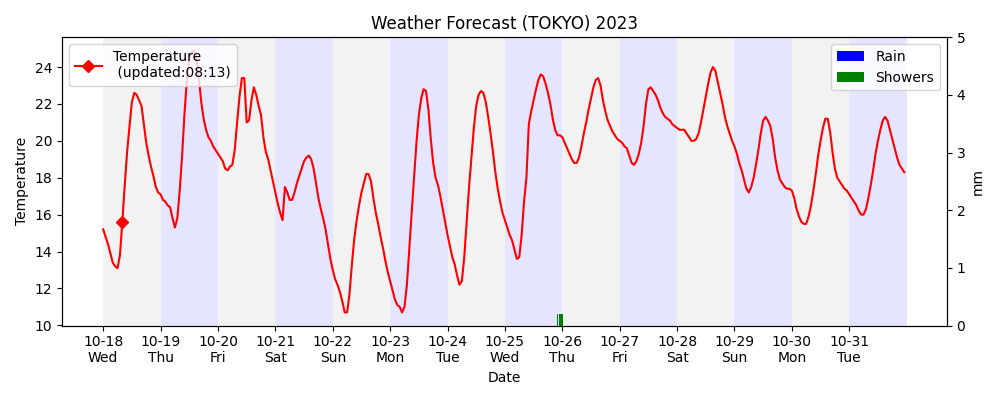 Weather Forecast (TOKYO) 2023
Temperature
(updated:08:13)
Rain
Showers
Temperature
24
22
20
18
16
14
12
10
5
4
3
2
1
0
mm
10-18 10-19 10-20 10-21 10-22 10-23 10-24 10-25 10-26 10-27 10-28 10-29 10-30 10-31
Wed Thu Fri Sat Sun Mon Tue Wed Thu Fri Sat Sun Mon Tue
Date